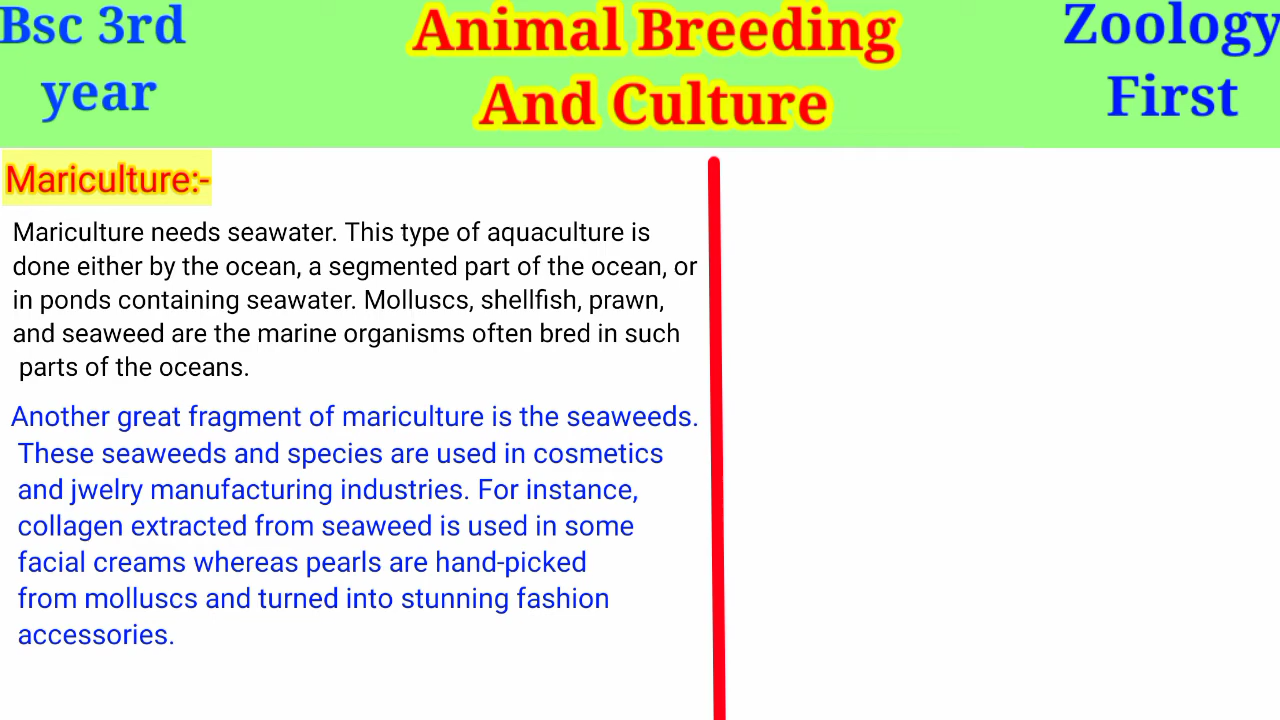 Bsc 3rd
year
Animal Breeding
And Culture
Zoology
First
Mariculture:-
Mariculture needs seawater. This type of aquaculture is
done either by the ocean, a segmented part of the ocean, or
in ponds containing seawater. Molluscs, shellfish, prawn,
and seaweed are the marine organisms often bred in such
parts of the oceans.
Another great fragment of mariculture is the seaweeds.
These seaweeds and species are used in cosmetics
and jwelry manufacturing industries. For instance,
collagen extracted from seaweed is used in some
facial creams whereas pearls are hand-picked
from molluscs and turned into stunning fashion
accessories.